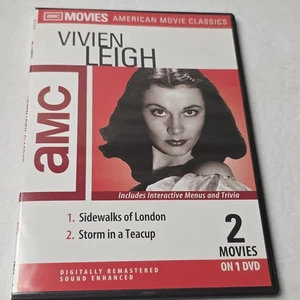 amc MOVIES AMERICAN MOVIE CLASSICS
VIVIEN
LEIGH
amc
Includes Interactive Menus and Trivia
1. Sidewalks of London
2. Storm in a Teacup
2
MOVIES
ON 1 DVD
DIGITALLY REMASTERED
SOUND ENHANCED